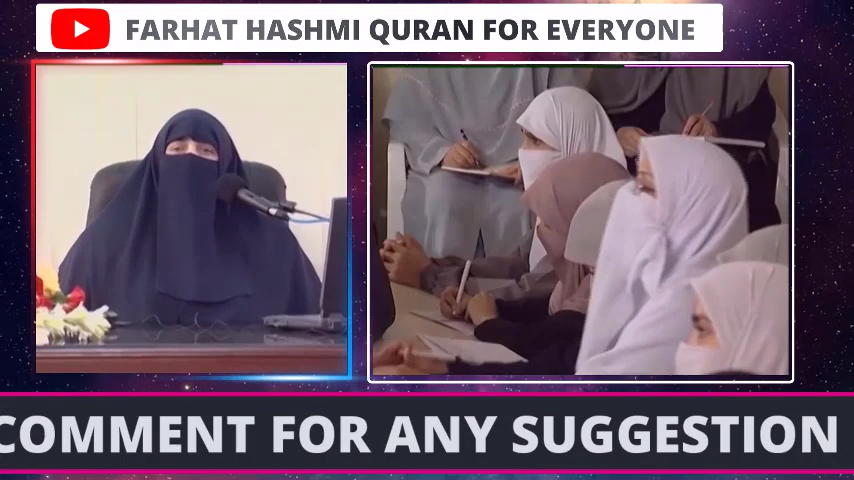 FARHAT HASHMI QURAN FOR EVERYONE
COMMENT FOR ANY SUGGESTION